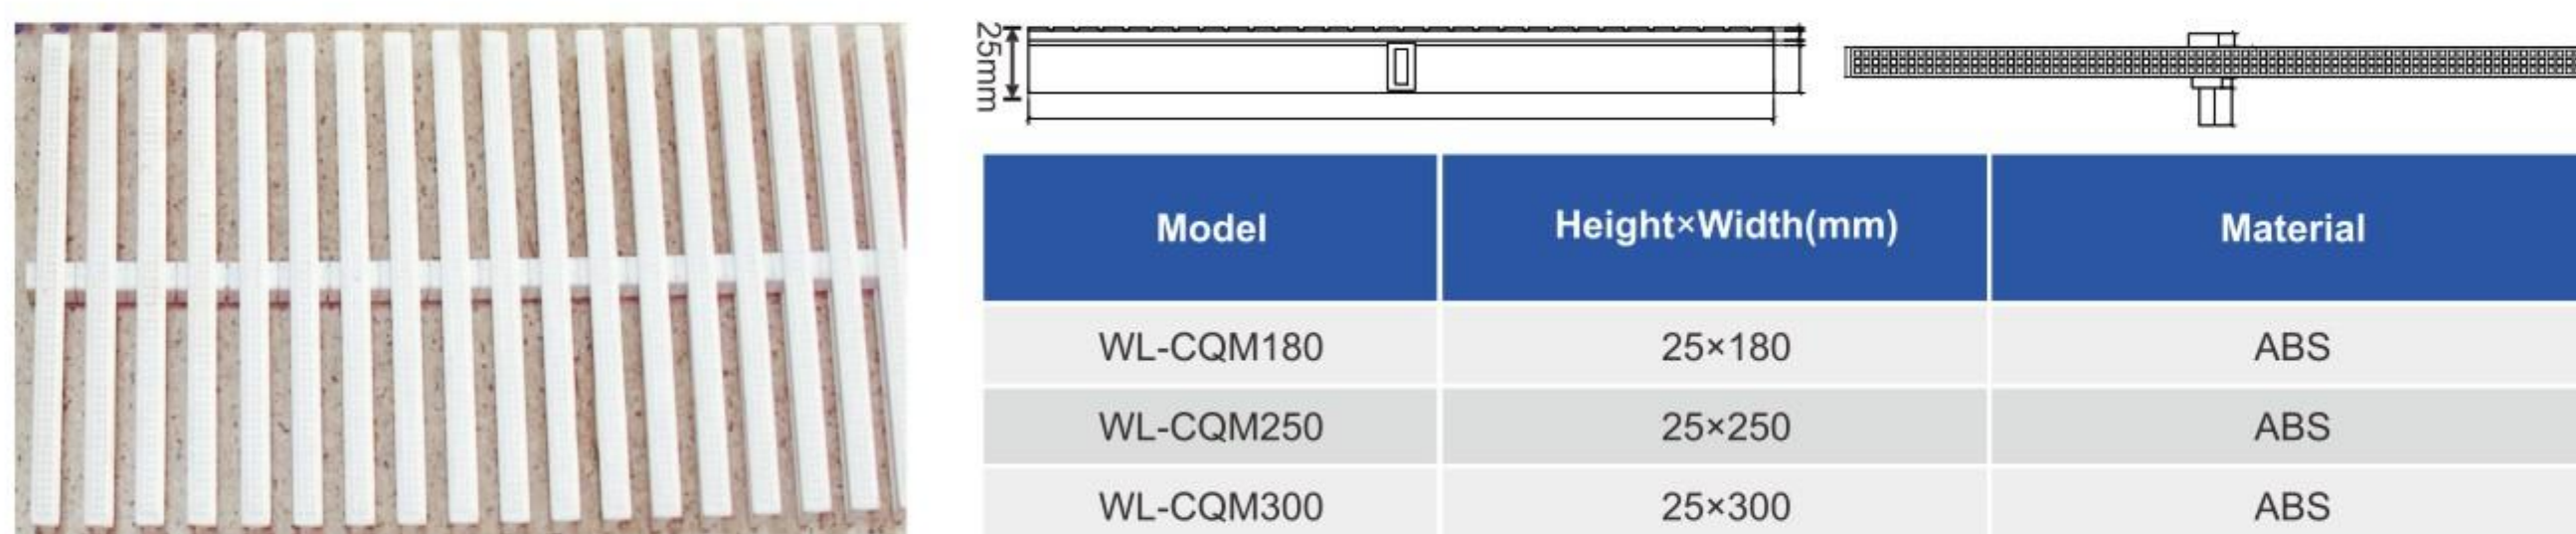 25mm
Model Height×Width(mm) Material
WL-CQM180 25×180 ABS
WL-CQM250 25×250 ABS
WL-CQM300 25×300 ABS